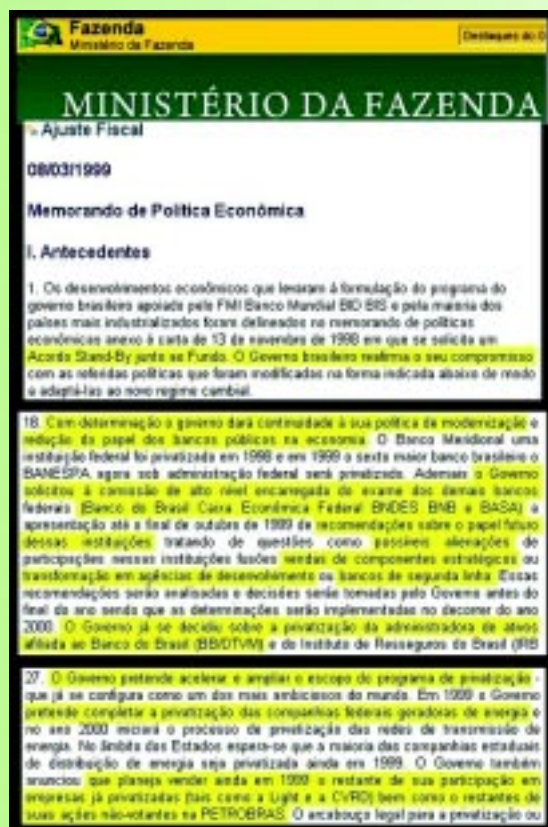 Fazenda
Ministério da Fazenda
Destaques do G
MINISTÉRIO DA FAZENDA
Ajuste Fiscal
08/03/1999
Memorando de Política Econômica
I. Antecedentes
1. Os desenvolvimentos econômicos que levaram à formulação do programa do
governo brasileiro apoiado pelo FMI Banco Mundial BID BIS e pela maioria dos
países mais industrializados foram delineados no memorando de políticas
econômicas anexo à carta de 13 de novembro de 1998 em que se solicita um
Acordo Stand-By junto ao Fundo. O Governo brasileiro reafirma o seu compromisso
com as referidas políticas que foram modificadas na forma indicada abaixo de modo
a adaptá-las ao novo regime cambial.
18. Com determinação o governo dará continuidade à sua política de modernização e
redução do papel dos bancos públicos na economia. O Banco Meridional uma
instituição federal foi privatizada em 1998 e em 1999 o sexto maior banco brasileiro o
BANESPA agora sob administração federal será privatizado. Ademais o Governo
solicitou à comissão de alto nível encarregada do exame dos demais bancos
federais (Banco do Brasil Caixa Econômica Federal BNDES BNB e BASA) a
apresentação até o final de outubro de 1999 de recomendações sobre o papel futuro
dessas instituições tratando de questões como possíveis alienações de
participações nessas instituições fusões vendas de componentes estratégicos ou
transformação em agências de desenvolvimento ou bancos de segunda linha. Essas
recomendações serão analisadas e decisões serão tomadas pelo Governo antes do
final do ano sendo que as determinações serão implementadas no decorrer do ano
2000. O Governo já se decidiu sobre a privatização da administradora de ativos
afiliada ao Banco do Brasil (BB/DTVM) e do Instituto de Resseguros do Brasil (IRB
27. O Governo pretende acelerar e ampliar o escopo do programa de privatização -
que já se configura como um dos mais ambiciosos do mundo. Em 1999 o Governo
pretende completar a privatização das companhias federais geradoras de energia e
no ano 2000 iniciará o processo de privatização das redes de transmissão de
energia. No âmbito dos Estados espera-se que a maioria das companhias estaduais
de distribuição de energia seja privatizada ainda em 1999. O Governo também
anunciou que planeja vender ainda em 1999 o restante de sua participação em
empresas já privatizadas (tais como a Light e a CVRD) bem como o restantes de
suas ações não-votantes na PETROBRAS. O arcabouço legal para a privatização ou